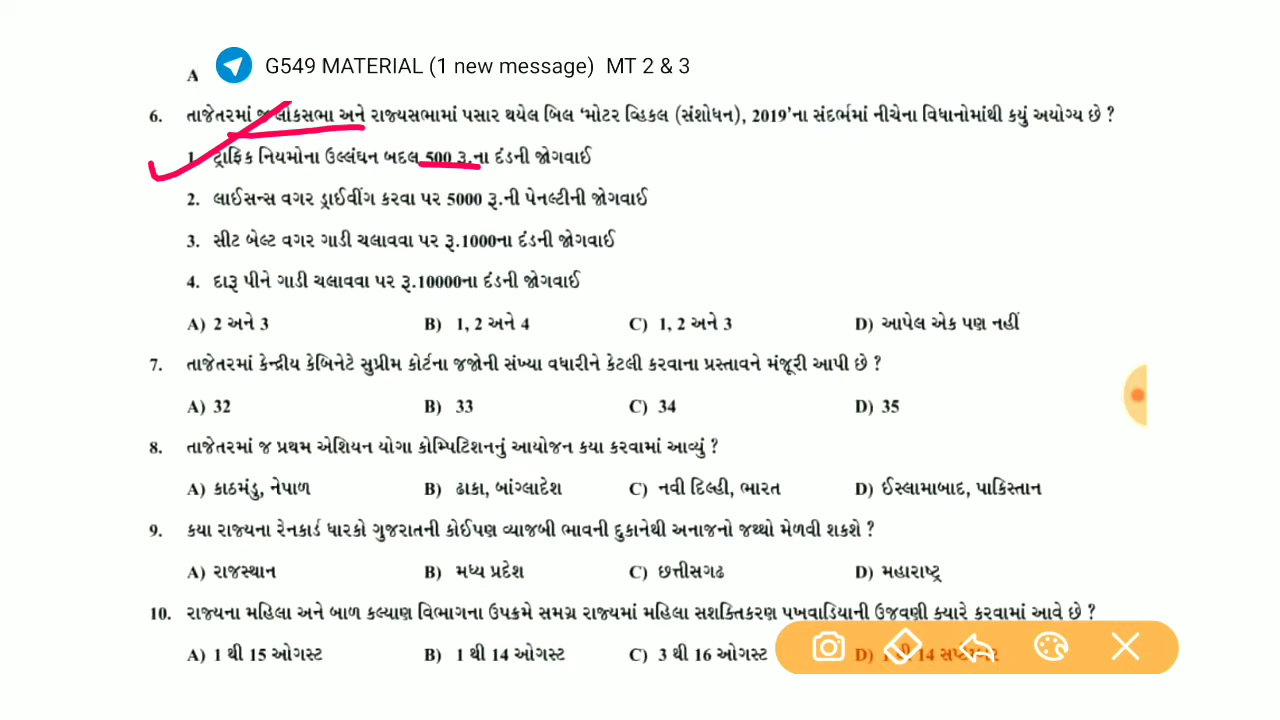 A
G549 MATERIAL (1 new message) MT 2 & 3
6. તાજેતરમાં જ લોકસભા અને રાજ્યસભામાં પસાર થયેલ બિલ ‘મોટર વ્હિકલ (સંશોધન), 2019’ના સંદર્ભમાં નીચેના વિધાનોમાંથી કયું અયોગ્ય છે ?
1. ટ્રાફિક નિયમોના ઉલ્લંઘન બદલ 500 રૂ.ના દંડની જોગવાઈ
2. લાઈસન્સ વગર ડ્રાઈવીંગ કરવા પર 5000 રૂ.ની પેનલ્ટીની જોગવાઈ
3. સીટ બેલ્ટ વગર ગાડી ચલાવવા પર રૂ.1000ના દંડની જોગવાઈ
4. દારૂ પીને ગાડી ચલાવવા પર રૂ.10000ના દંડની જોગવાઈ
A) 2 અને 3 B) 1, 2 અને 4 C) 1, 2 અને 3 D) આપેલ એક પણ નહીં
7. તાજેતરમાં કેન્દ્રીય કેબિનેટે સુપ્રીમ કોર્ટના જજોની સંખ્યા વધારીને કેટલી કરવાના પ્રસ્તાવને મંજૂરી આપી છે ?
A) 32 B) 33 C) 34 D) 35
8. તાજેતરમાં જ પ્રથમ એશિયન યોગા કોમ્પિટિશનનું આયોજન કયા કરવામાં આવ્યું ?
A) કાઠમંડુ, નેપાળ B) ઢાકા, બાંગ્લાદેશ C) નવી દિલ્હી, ભારત D) ઈસ્લામાબાદ, પાકિસ્તાન
9. કયા રાજ્યના રેનકાર્ડ ધારકો ગુજરાતની કોઈપણ વ્યાજબી ભાવની દુકાનેથી અનાજનો જથ્થો મેળવી શકશે ?
A) રાજસ્થાન B) મધ્ય પ્રદેશ C) છત્તીસગઢ D) મહારાષ્ટ્ર
10. રાજ્યના મહિલા અને બાળ કલ્યાણ વિભાગના ઉપક્રમે સમગ્ર રાજ્યમાં મહિલા સશક્તિકરણ પખવાડિયાની ઉજવણી ક્યારે કરવામાં આવે છે ?
A) 1 થી 15 ઓગસ્ટ B) 1 થી 14 ઓગસ્ટ C) 3 થી 16 ઓગસ્ટ D) 1 થી 14 સપ્ટેમ્બર